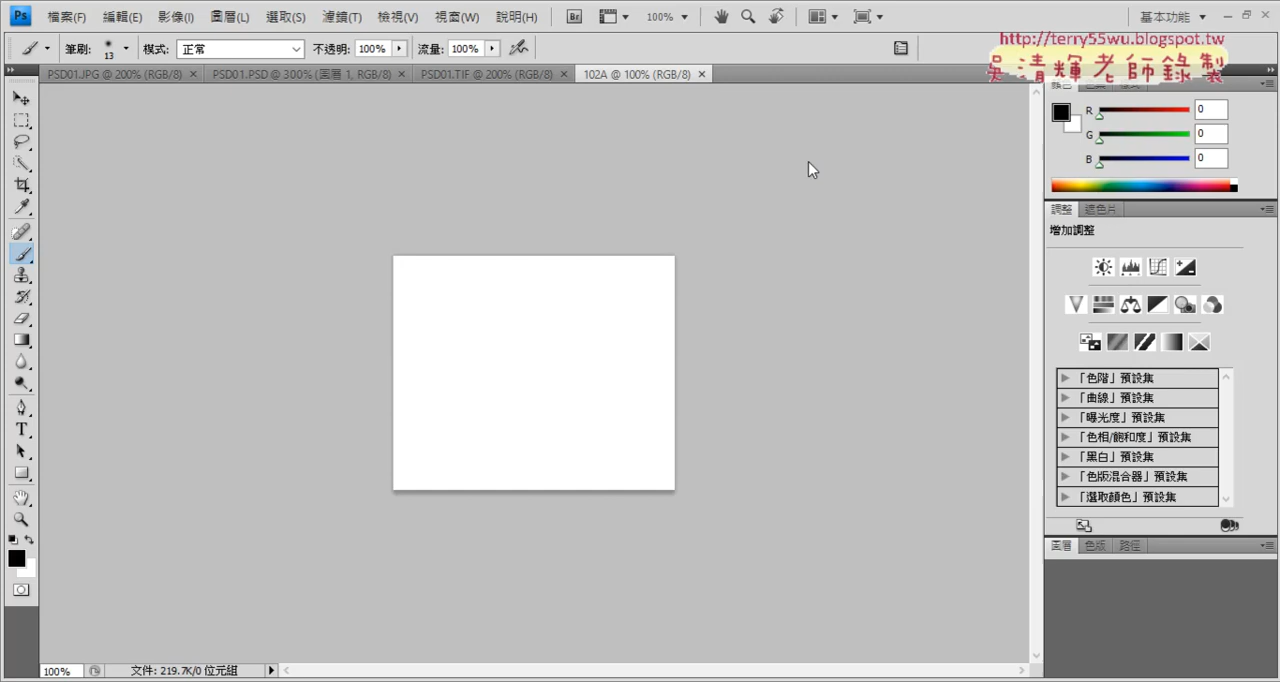 Ps 檔案(F) 編輯(E) 影像(I) 圖層(L) 選取(S) 濾鏡(T) 檢視(V) 視窗(W) 說明(H) Br 100% 基本功能
http://terry55wu.blogspot.tw
筆刷: 13 模式: 正常 不透明: 100% 流量: 100%
吳清輝老師錄製
PSD01.JPG @ 200% (RGB/8) PSD01.PSD @ 300% (圖層 1, RGB/8) PSD01.TIF @ 200% (RGB/8) 102A @ 100% (RGB/8)
R 0
G 0
B 0
調整 遮色片
增加調整
「色階」預設集
「曲線」預設集
「曝光度」預設集
「色相/飽和度」預設集
「黑白」預設集
「色版混合器」預設集
「選取顏色」預設集
圖層 色版 路徑
100% 文件: 219.7K/0 位元組